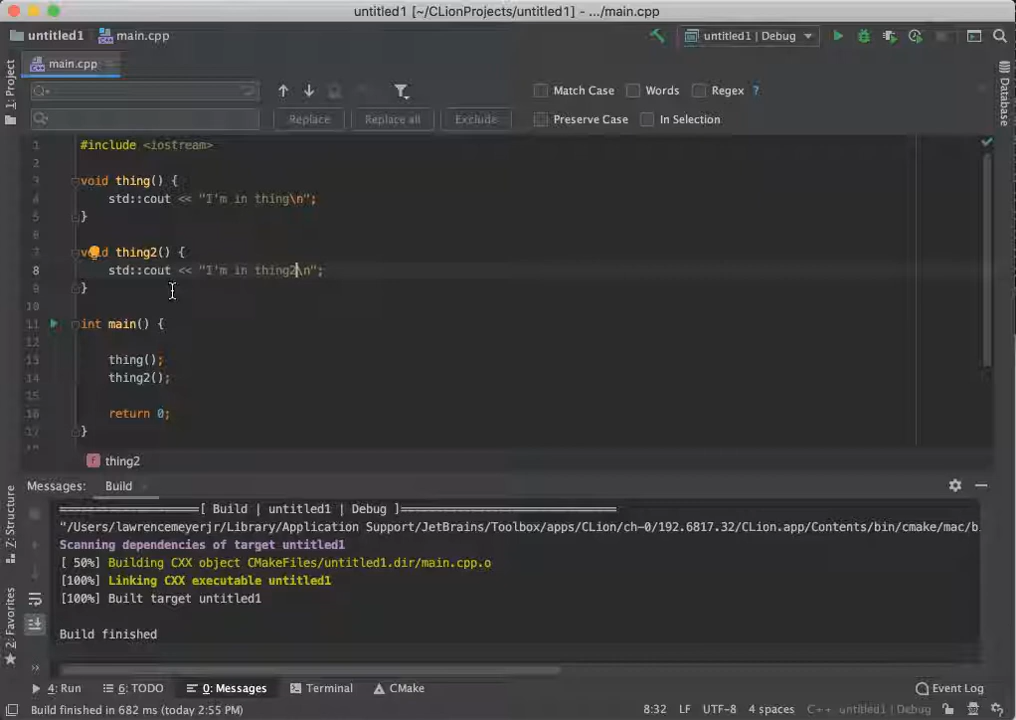 untitled1 [~/CLionProjects/untitled1] - .../main.cpp
untitled1 main.cpp untitled1 | Debug
main.cpp
1: Project
Database
Match Case Words Regex ?
Replace Replace all Exclude Preserve Case In Selection
1 #include <iostream>
2
3 void thing() {
4 std::cout << "I'm in thing\n";
5 }
6
7 void thing2() {
8 std::cout << "I'm in thing2\n";
9 }
10
11 int main() {
12
13 thing();
14 thing2();
15
16 return 0;
17 }
f thing2
Messages: Build
Z: Structure
2: Favorites
====================[ Build | untitled1 | Debug ]==============================
"/Users/lawrencemeyerjr/Library/Application Support/JetBrains/Toolbox/apps/CLion/ch-0/192.6817.32/CLion.app/Contents/bin/cmake/mac/b
Scanning dependencies of target untitled1
[ 50%] Building CXX object CMakeFiles/untitled1.dir/main.cpp.o
[100%] Linking CXX executable untitled1
[100%] Built target untitled1
Build finished
4: Run 6: TODO 0: Messages Terminal CMake Event Log
Build finished in 682 ms (today 2:55 PM) 8:32 LF UTF-8 4 spaces C++ untitled1 | Debug